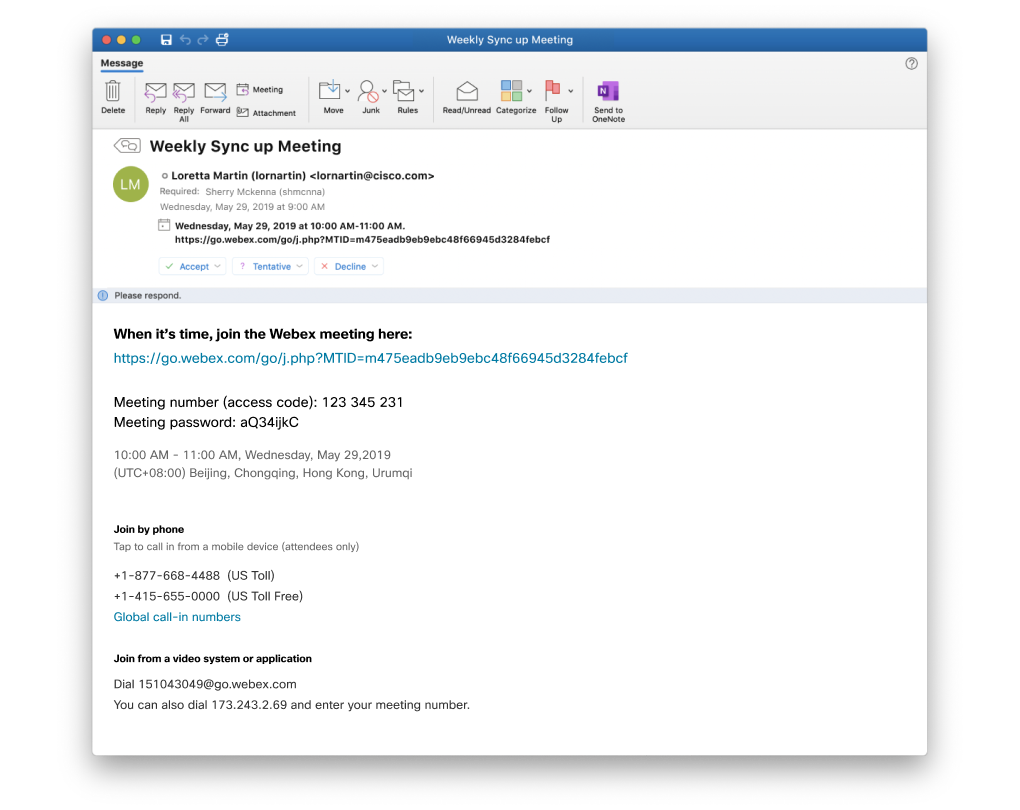 Weekly Sync up Meeting
Message
Delete
Reply
Reply All
Forward
Meeting
Attachment
Move
Junk
Rules
Read/Unread
Categorize
Follow Up
N
Send to OneNote
Weekly Sync up Meeting
LM
Loretta Martin (lornartin) <lornartin@cisco.com>
Required: Sherry Mckenna (shmcnna)
Wednesday, May 29, 2019 at 9:00 AM
Wednesday, May 29, 2019 at 10:00 AM-11:00 AM.
https://go.webex.com/go/j.php?MTID=m475eadb9eb9ebc48f66945d3284febcf
Accept
? Tentative
Decline
Please respond.
When it's time, join the Webex meeting here:
https://go.webex.com/go/j.php?MTID=m475eadb9eb9ebc48f66945d3284febcf
Meeting number (access code): 123 345 231
Meeting password: aQ34ijkC
10:00 AM - 11:00 AM, Wednesday, May 29,2019
(UTC+08:00) Beijing, Chongqing, Hong Kong, Urumqi
Join by phone
Tap to call in from a mobile device (attendees only)
+1-877-668-4488 (US Toll)
+1-415-655-0000 (US Toll Free)
Global call-in numbers
Join from a video system or application
Dial 151043049@go.webex.com
You can also dial 173.243.2.69 and enter your meeting number.